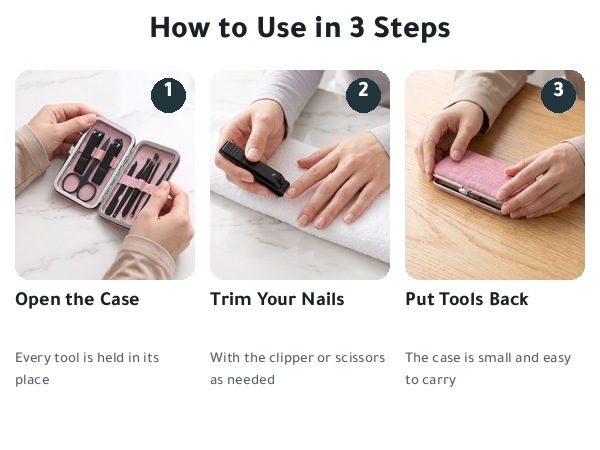 How to Use in 3 Steps
1
2
3
Open the Case
Trim Your Nails
Put Tools Back
Every tool is held in its
place
With the clipper or scissors
as needed
The case is small and easy
to carry